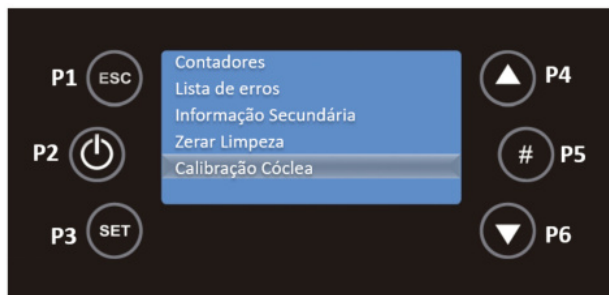 P1
ESC
P2
P3
SET
Contadores
Lista de erros
Informação Secundária
Zerar Limpeza
Calibração Cóclea
P4
#
P5
P6